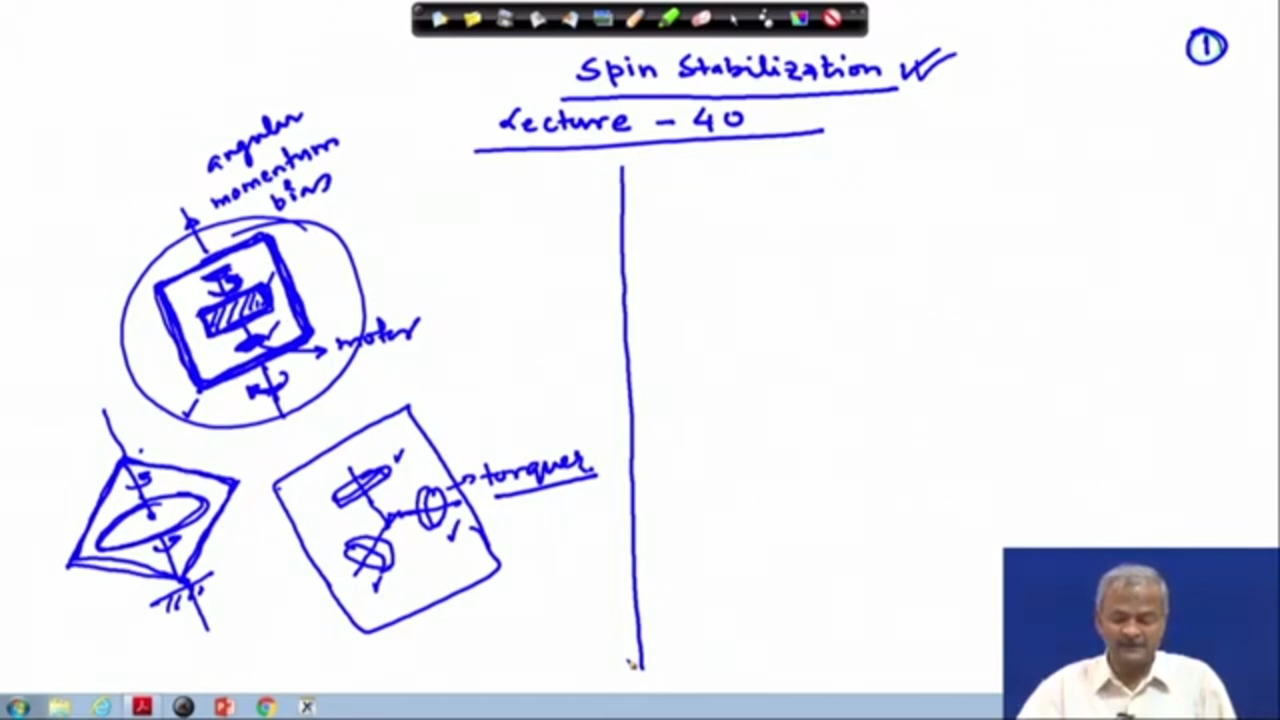 1
Spin Stabilization
Lecture - 40
angular
momentum
bias
motor
torquer